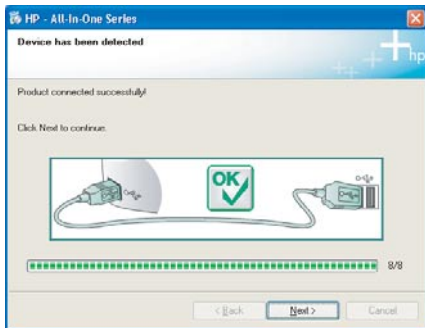 HP - All-In-One Series
Device has been detected
hp
Product connected successfully!
Click Next to continue.
OK
8/8
< Back
Next >
Cancel